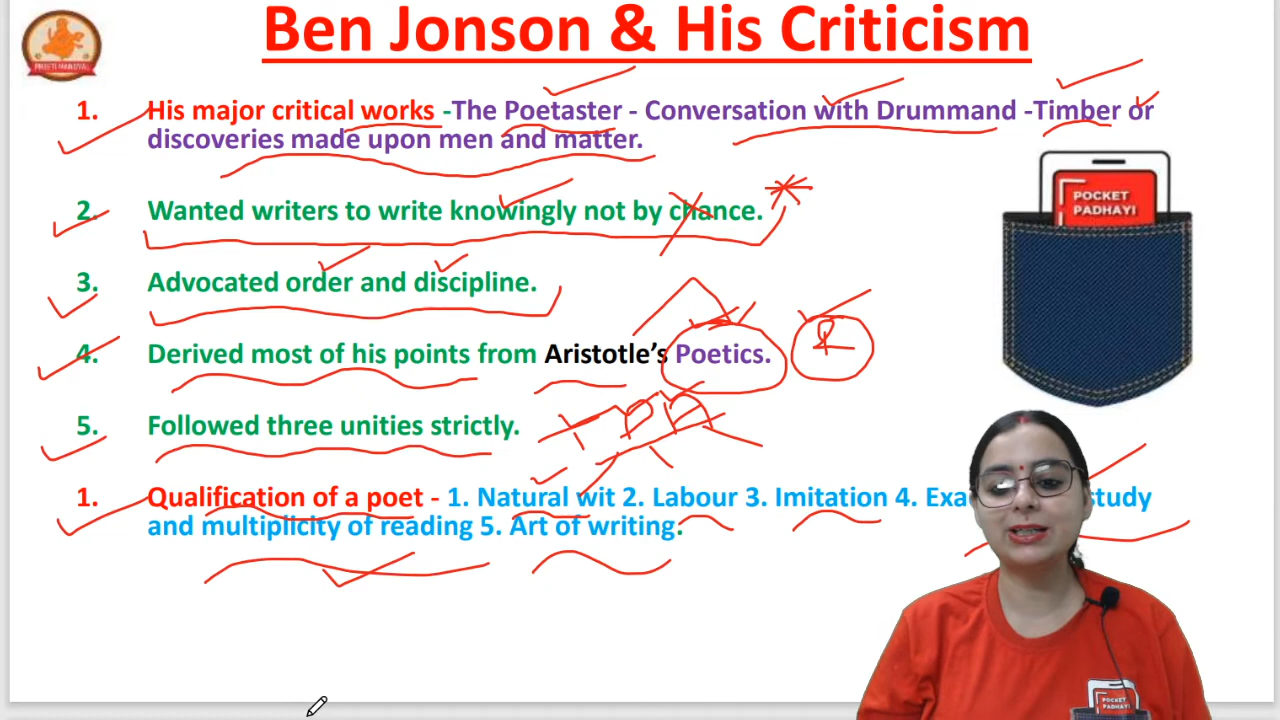 Ben Jonson & His Criticism
1. His major critical works -The Poetaster - Conversation with Drummand -Timber or
discoveries made upon men and matter.
2. Wanted writers to write knowingly not by chance.
POCKET
PADHAYI
3. Advocated order and discipline.
4. Derived most of his points from Aristotle's Poetics.
5. Followed three unities strictly.
1. Qualification of a poet - 1. Natural wit 2. Labour 3. Imitation 4. study
and multiplicity of reading 5. Art of writing.
POCKET
PADHAYI